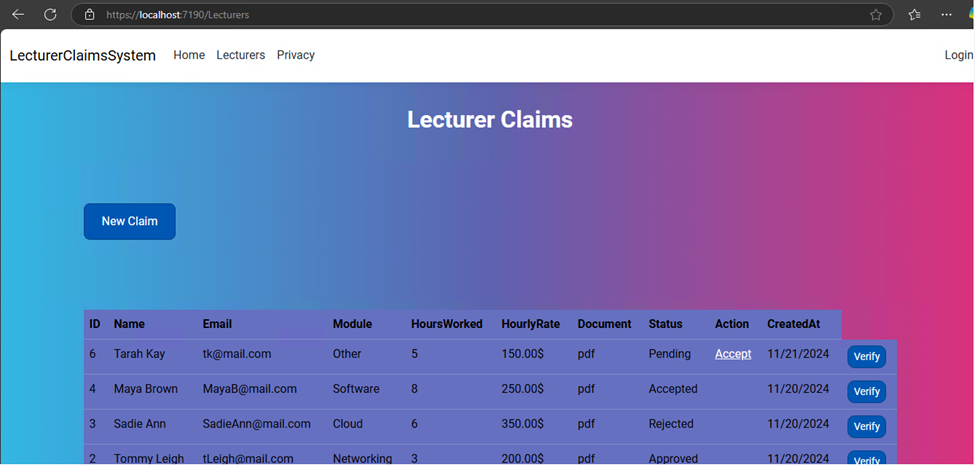 https://localhost:7190/Lecturers
LecturerClaimsSystem Home Lecturers Privacy Login
Lecturer Claims
New Claim
ID Name Email Module HoursWorked HourlyRate Document Status Action CreatedAt
6 Tarah Kay tk@mail.com Other 5 150.00$ pdf Pending Accept 11/21/2024 Verify
4 Maya Brown MayaB@mail.com Software 8 250.00$ pdf Accepted 11/20/2024 Verify
3 Sadie Ann SadieAnn@mail.com Cloud 6 350.00$ pdf Rejected 11/20/2024 Verify
2 Tommy Leigh tLeigh@mail.com Networking 3 200.00$ pdf Approved 11/20/2024 Verify